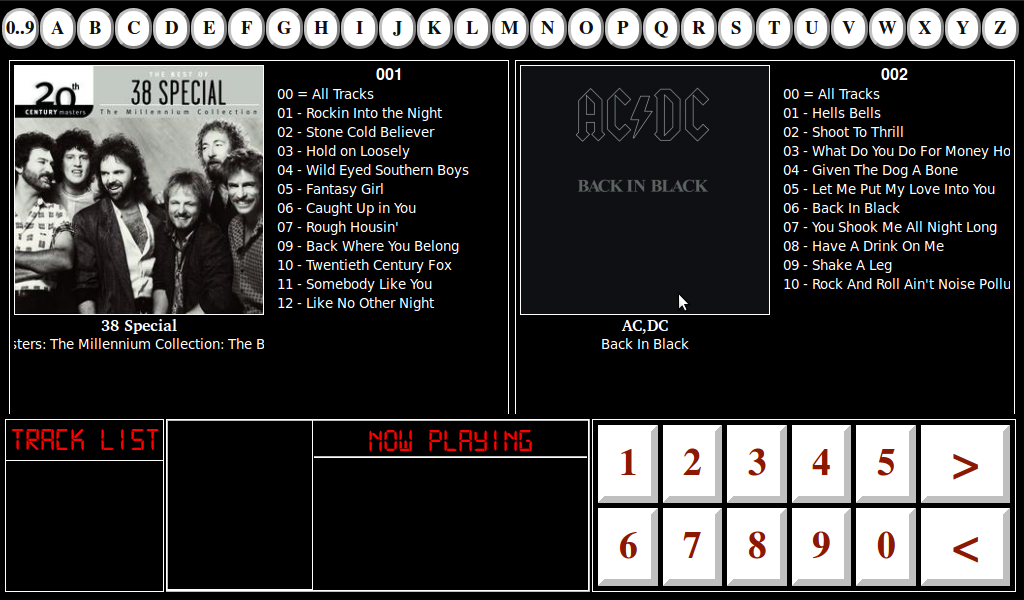 0..9 A B C D E F G H I J K L M N O P Q R S T U V W X Y Z
THE BEST OF
20th
CENTURY masters
38 SPECIAL
The Millennium Collection
38 Special
sters: The Millennium Collection: The B
001
00 = All Tracks
01 - Rockin Into the Night
02 - Stone Cold Believer
03 - Hold on Loosely
04 - Wild Eyed Southern Boys
05 - Fantasy Girl
06 - Caught Up in You
07 - Rough Housin'
09 - Back Where You Belong
10 - Twentieth Century Fox
11 - Somebody Like You
12 - Like No Other Night
AC DC
BACK IN BLACK
AC,DC
Back In Black
002
00 = All Tracks
01 - Hells Bells
02 - Shoot To Thrill
03 - What Do You Do For Money Ho
04 - Given The Dog A Bone
05 - Let Me Put My Love Into You
06 - Back In Black
07 - You Shook Me All Night Long
08 - Have A Drink On Me
09 - Shake A Leg
10 - Rock And Roll Ain't Noise Pollu
TRACK LIST
NOW PLAYING
1 2 3 4 5 >
6 7 8 9 0 <